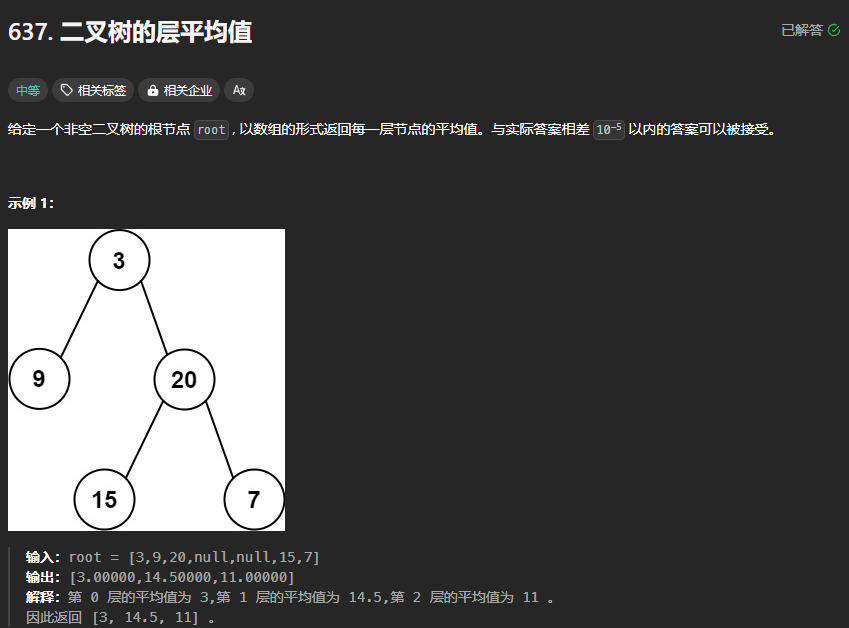 637. 二叉树的层平均值
已解答
中等 相关标签 相关企业 Ax
给定一个非空二叉树的根节点 root , 以数组的形式返回每一层节点的平均值。与实际答案相差 10⁻⁵ 以内的答案可以被接受。
示例 1:
3
9 20
15 7
输入: root = [3,9,20,null,null,15,7]
输出: [3.00000,14.50000,11.00000]
解释: 第 0 层的平均值为 3,第 1 层的平均值为 14.5,第 2 层的平均值为 11 。
因此返回 [3, 14.5, 11] 。